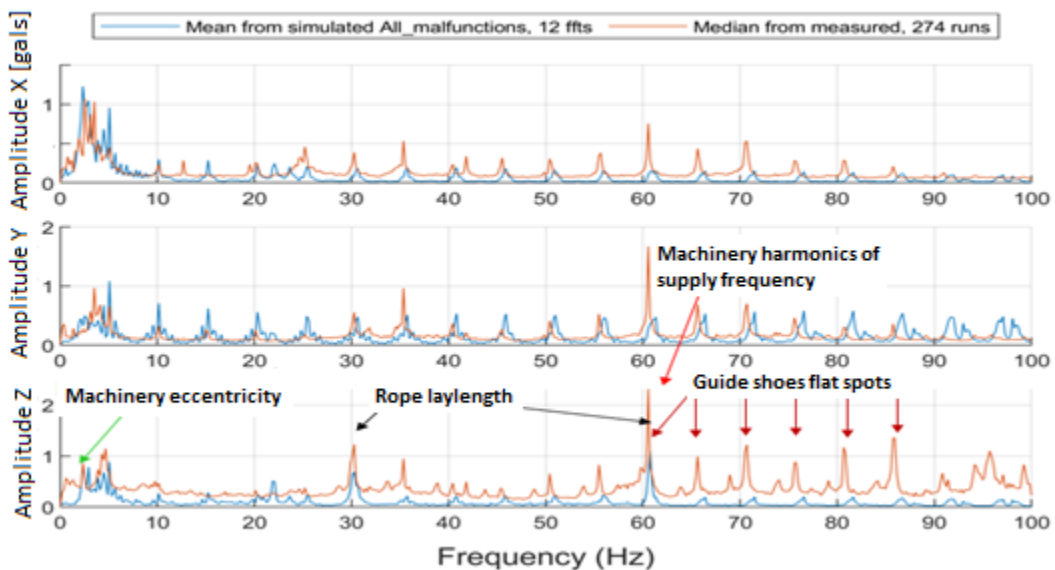 Mean from simulated All_malfunctions, 12 ffts
Median from measured, 274 runs
Amplitude X [gals]
1
0
0 10 20 30 40 50 60 70 80 90 100
Amplitude Y
2
1
0
Machinery harmonics of
supply frequency
0 10 20 30 40 50 60 70 80 90 100
Amplitude Z
2
1
0
Machinery eccentricity
Rope laylength
Guide shoes flat spots
0 10 20 30 40 50 60 70 80 90 100
Frequency (Hz)